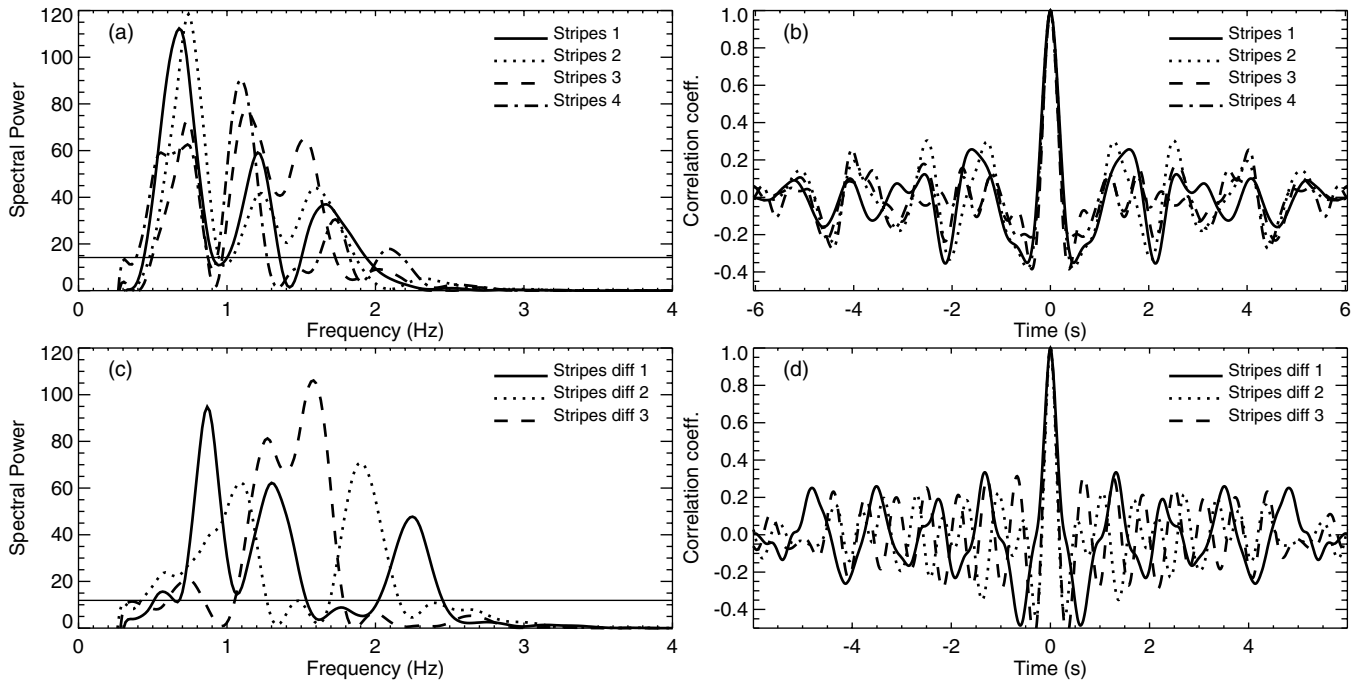 (a)
Stripes 1
Stripes 2
Stripes 3
Stripes 4
Spectral Power
120
100
80
60
40
20
0
0 1 2 3 4
Frequency (Hz)
(b)
Stripes 1
Stripes 2
Stripes 3
Stripes 4
Correlation coeff.
1.0
0.8
0.6
0.4
0.2
0.0
-0.2
-0.4
-6 -4 -2 0 2 4 6
Time (s)
(c)
Stripes diff 1
Stripes diff 2
Stripes diff 3
Spectral Power
120
100
80
60
40
20
0
0 1 2 3 4
Frequency (Hz)
(d)
Stripes diff 1
Stripes diff 2
Stripes diff 3
Correlation coeff.
1.0
0.8
0.6
0.4
0.2
0.0
-0.2
-0.4
-4 -2 0 2 4
Time (s)